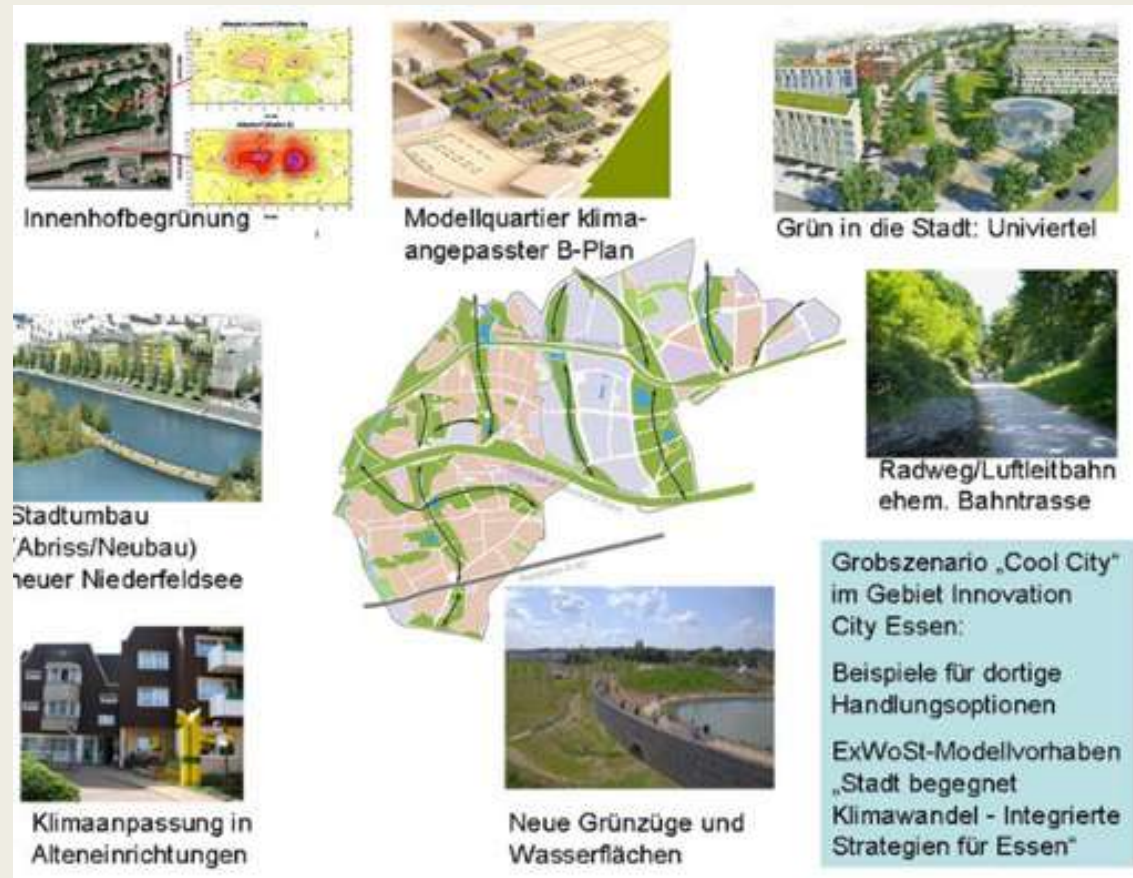 Innenhofbegrünung
Modellquartier klima-
angepasster B-Plan
Grün in die Stadt: Univiertel
Stadtumbau
(Abriss/Neubau)
neuer Niederfeldsee
Radweg/Luftleitbahn
ehem. Bahntrasse
Klimaanpassung in
Alteneinrichtungen
Neue Grünzüge und
Wasserflächen
Grobszenario „Cool City“
im Gebiet Innovation
City Essen:
Beispiele für dortige
Handlungsoptionen
ExWoSt-Modellvorhaben
„Stadt begegnet
Klimawandel - Integrierte
Strategien für Essen“